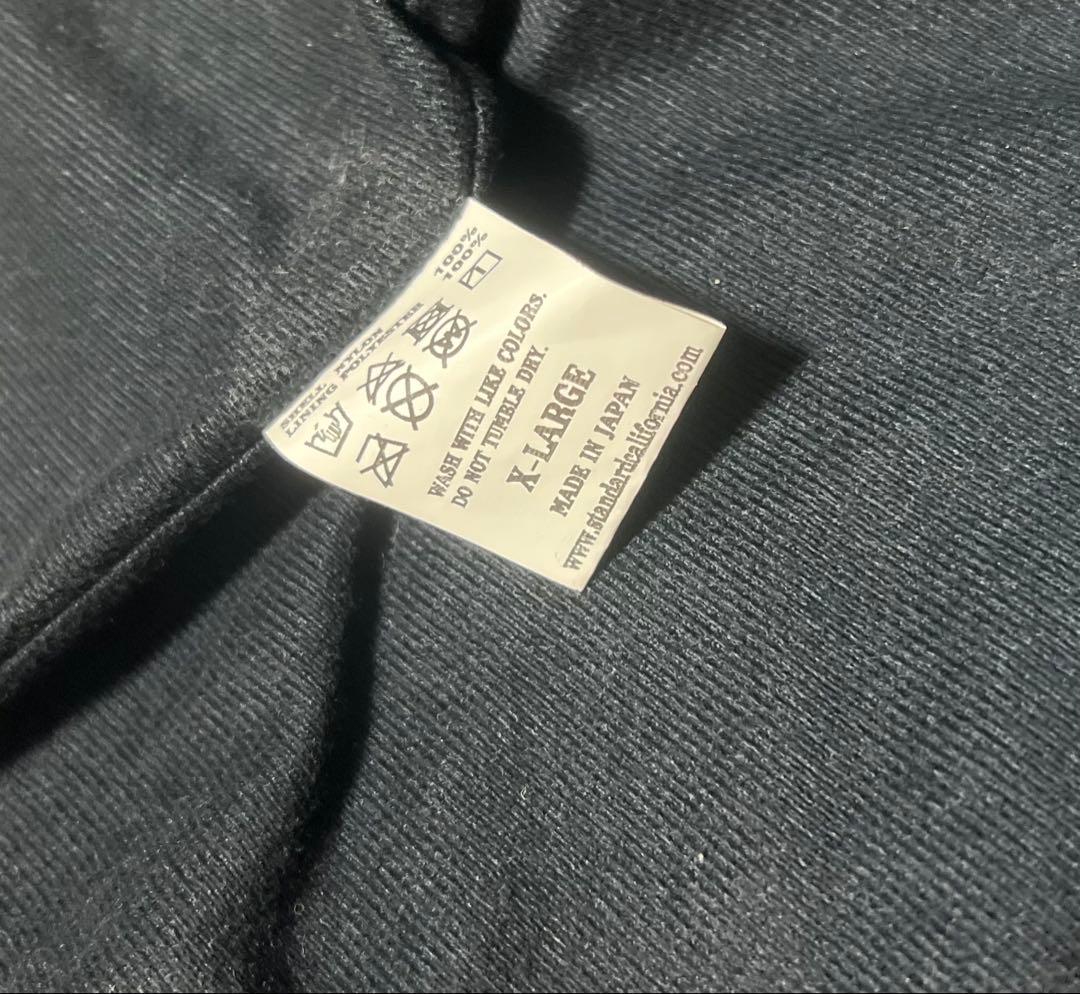 SHELL NYLON 100%
LINING POLYESTER 100%
WASH WITH LIKE COLORS.
DO NOT TUMBLE DRY.
X-LARGE
MADE IN JAPAN
www.standardcalifornia.com